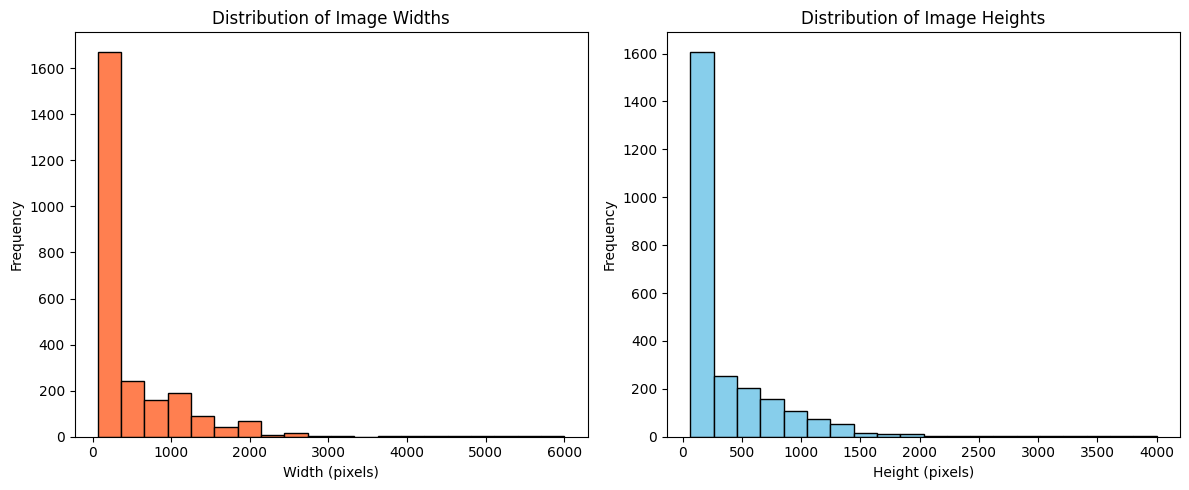 Distribution of Image Widths
1600
1400
1200
1000
800
600
400
200
0
Frequency
0 1000 2000 3000 4000 5000 6000
Width (pixels)
Distribution of Image Heights
1600
1400
1200
1000
800
600
400
200
0
Frequency
0 500 1000 1500 2000 2500 3000 3500 4000
Height (pixels)